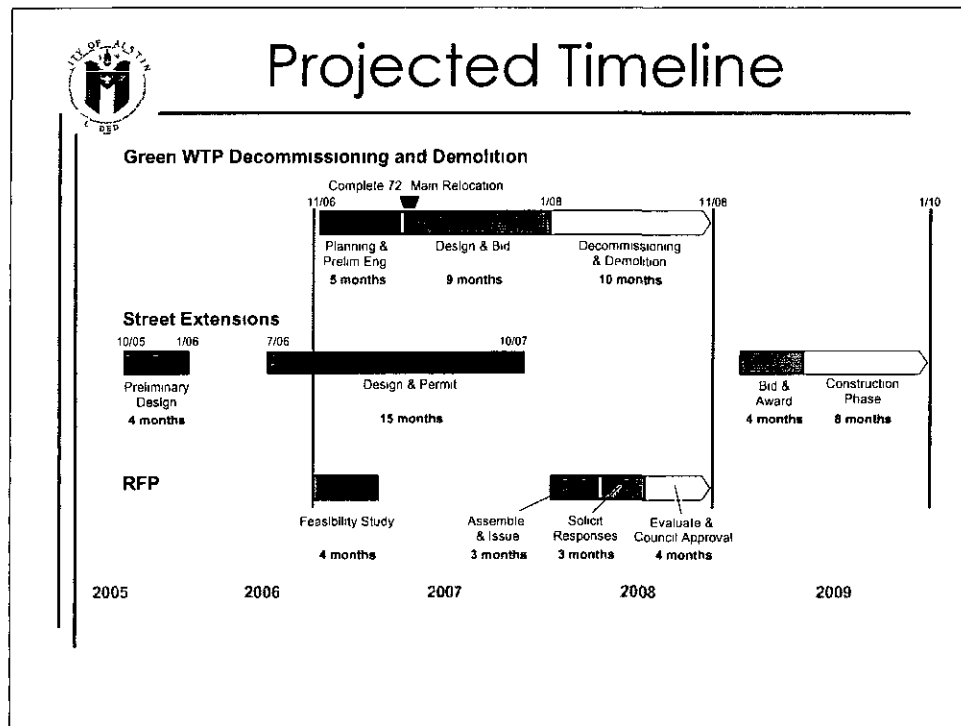 CITY OF AUSTIN
Projected Timeline
Green WTP Decommissioning and Demolition
Complete 72 Main Relocation
11/06
1/08
11/08
1/10
Planning &
Prelim Eng
5 months
Design & Bid
9 months
Decommissioning
& Demolition
10 months
Street Extensions
10/05
1/06
7/06
10/07
Preliminary
Design
4 months
Design & Permit
15 months
Bid &
Award
4 months
Construction
Phase
8 months
RFP
Feasibility Study
4 months
Assemble
& Issue
3 months
Solicit
Responses
3 months
Evaluate &
Council Approval
4 months
2005
2006
2007
2008
2009